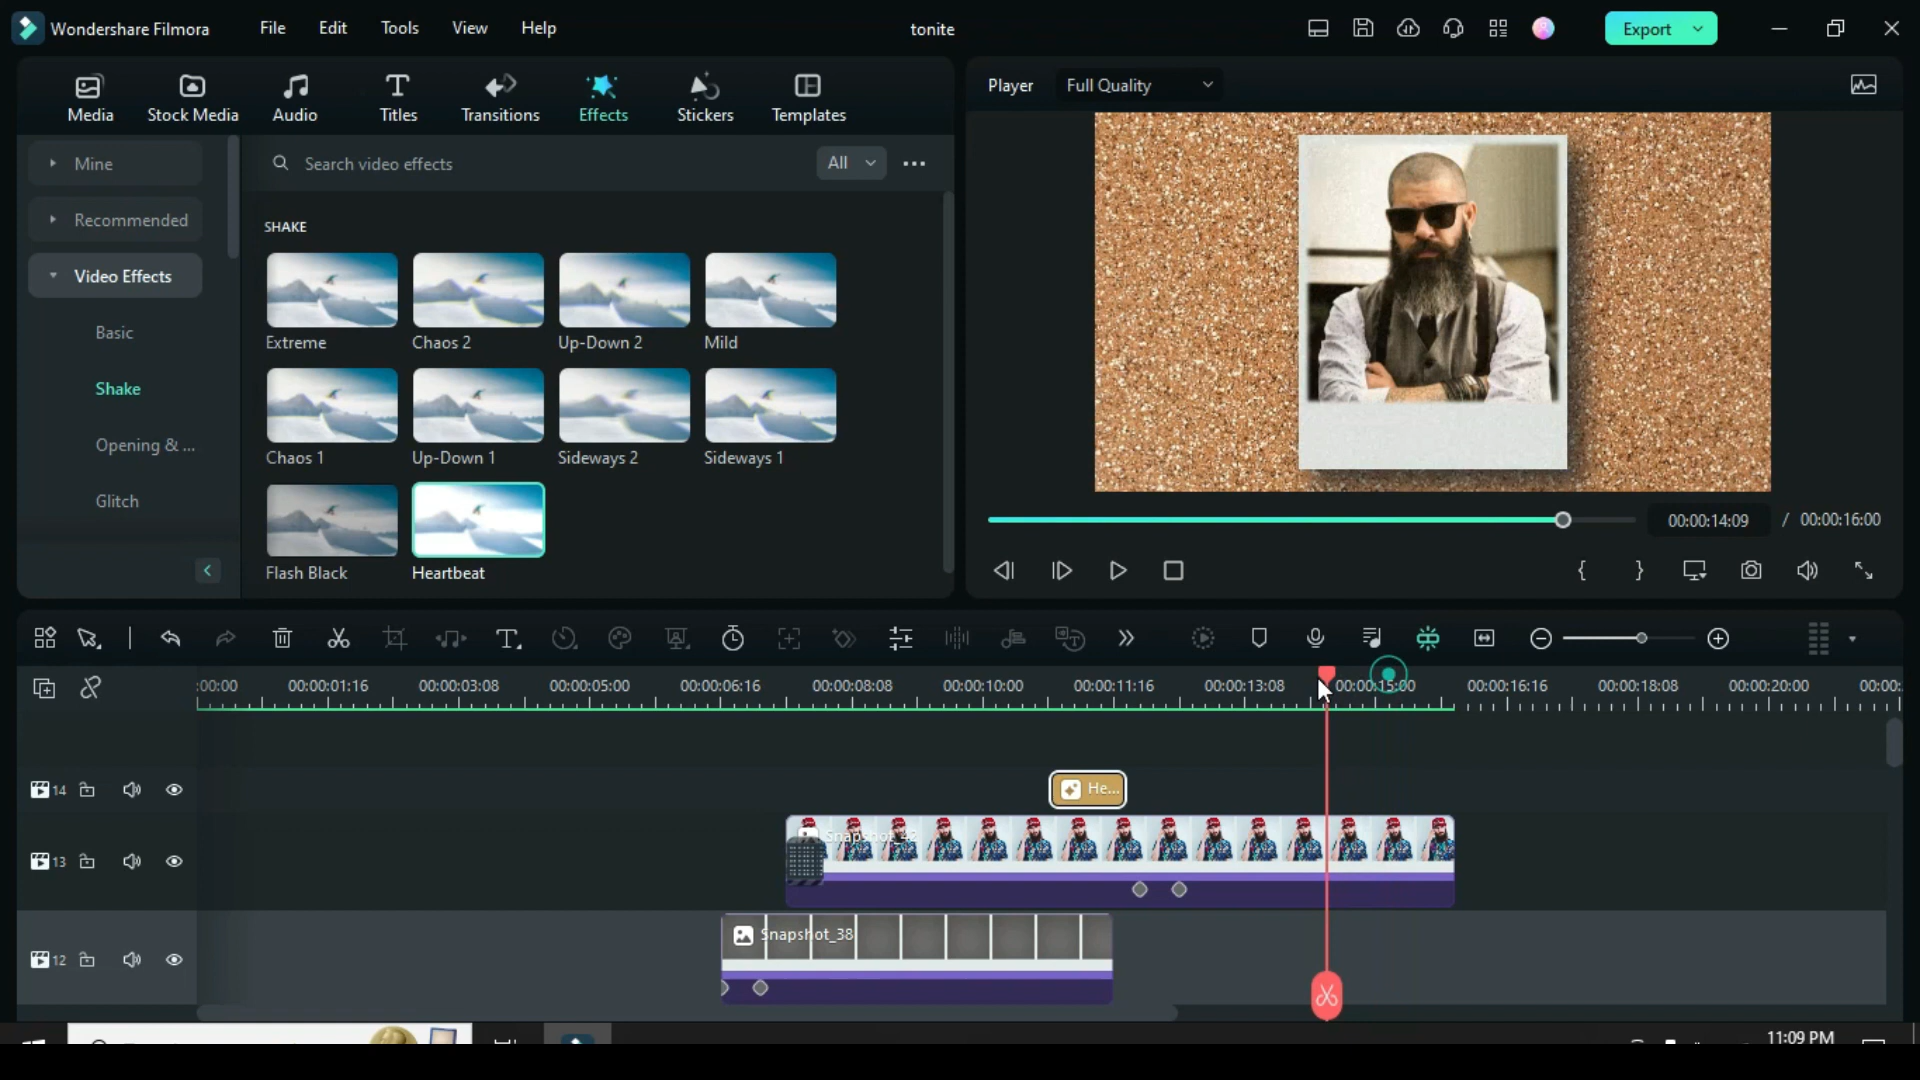 Wondershare Filmora
File
Edit
Tools
View
Help
tonite
Export
Media
Stock Media
Audio
Titles
Transitions
Effects
Stickers
Templates
Player
Full Quality
Mine
Search video effects
All
Recommended
Video Effects
Basic
Shake
Opening & ...
Glitch
SHAKE
Extreme
Chaos 2
Up-Down 2
Mild
Chaos 1
Up-Down 1
Sideways 2
Sideways 1
Flash Black
Heartbeat
00:00:14:09 / 00:00:16:00
:00:00
00:00:01:16
00:00:03:08
00:00:05:00
00:00:06:16
00:00:08:08
00:00:10:00
00:00:11:16
00:00:13:08
00:00:15:00
00:00:16:16
00:00:18:08
00:00:20:00
00:00:
14
He...
13
Snapshot_42
12
Snapshot_38
11:09 PM